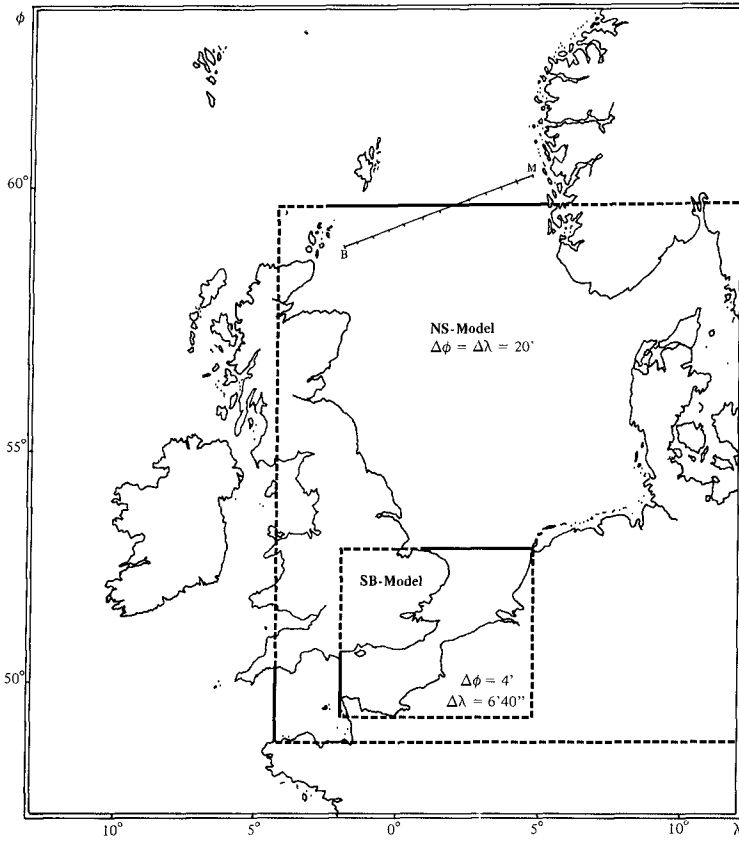 φ
60°
55°
50°
M
B
NS-Model
Δϕ = Δλ = 20'
SB-Model
Δϕ = 4'
Δλ = 6'40"
10° 5° 0° 5° 10° λ